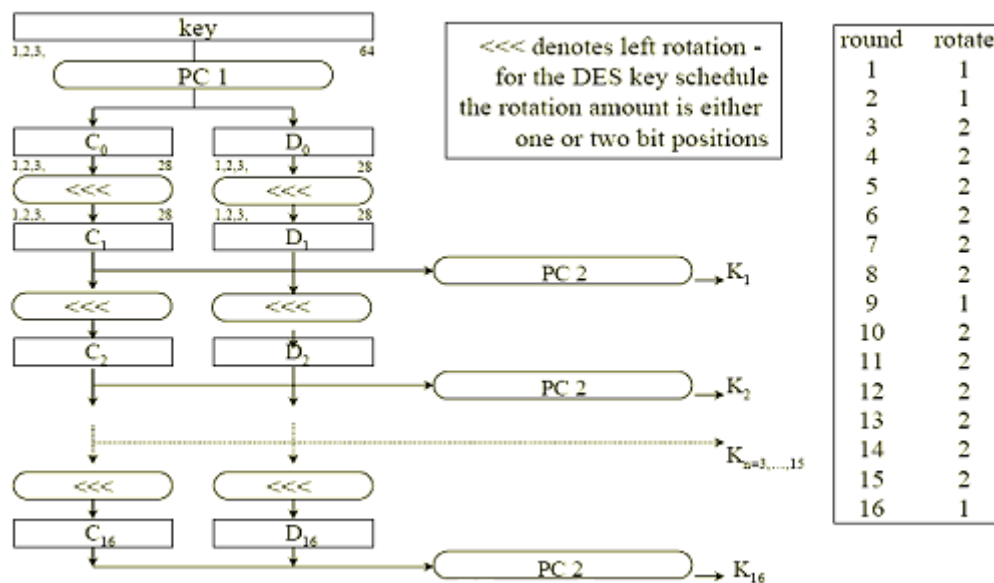 key
1,2,3, 64
PC 1
C0 D0
1,2,3, 28 1,2,3, 28
<<< <<<
1,2,3, 28 1,2,3, 28
C1 D1
PC 2 K1
<<< <<<
C2 D2
PC 2 K2
Kn=3,...,15
<<< <<<
C16 D16
PC 2 K16
<<< denotes left rotation -
for the DES key schedule
the rotation amount is either
one or two bit positions
round rotate
1 1
2 1
3 2
4 2
5 2
6 2
7 2
8 2
9 1
10 2
11 2
12 2
13 2
14 2
15 2
16 1